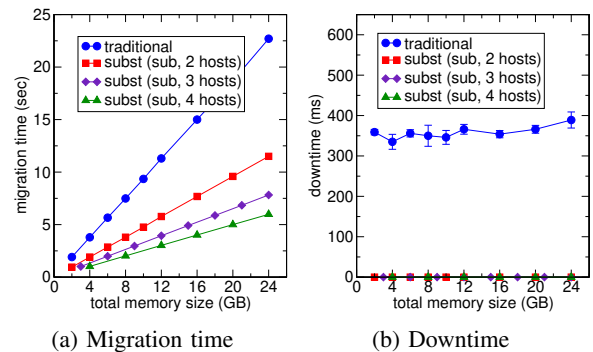 25
20
15
10
5
0
0 4 8 12 16 20 24
migration time (sec)
total memory size (GB)
traditional
subst (sub, 2 hosts)
subst (sub, 3 hosts)
subst (sub, 4 hosts)
(a) Migration time
600
500
400
300
200
100
0
0 4 8 12 16 20 24
downtime (ms)
total memory size (GB)
traditional
subst (sub, 2 hosts)
subst (sub, 3 hosts)
subst (sub, 4 hosts)
(b) Downtime